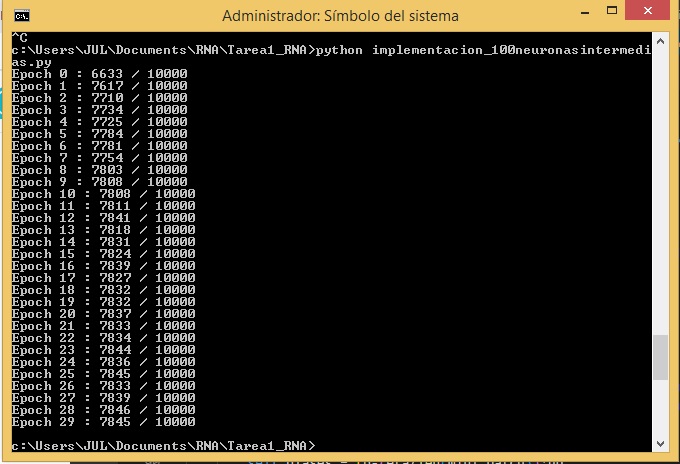 Administrador: Símbolo del sistema
^C
c:\Users\JUL\Documents\RNA\Tarea1_RNA>python implementacion_100neuronasintermedi
as.py
Epoch 0 : 6633 / 10000
Epoch 1 : 7617 / 10000
Epoch 2 : 7710 / 10000
Epoch 3 : 7734 / 10000
Epoch 4 : 7725 / 10000
Epoch 5 : 7784 / 10000
Epoch 6 : 7781 / 10000
Epoch 7 : 7754 / 10000
Epoch 8 : 7803 / 10000
Epoch 9 : 7808 / 10000
Epoch 10 : 7808 / 10000
Epoch 11 : 7811 / 10000
Epoch 12 : 7841 / 10000
Epoch 13 : 7818 / 10000
Epoch 14 : 7831 / 10000
Epoch 15 : 7824 / 10000
Epoch 16 : 7839 / 10000
Epoch 17 : 7827 / 10000
Epoch 18 : 7832 / 10000
Epoch 19 : 7832 / 10000
Epoch 20 : 7837 / 10000
Epoch 21 : 7833 / 10000
Epoch 22 : 7834 / 10000
Epoch 23 : 7844 / 10000
Epoch 24 : 7836 / 10000
Epoch 25 : 7845 / 10000
Epoch 26 : 7833 / 10000
Epoch 27 : 7839 / 10000
Epoch 28 : 7846 / 10000
Epoch 29 : 7845 / 10000
c:\Users\JUL\Documents\RNA\Tarea1_RNA>